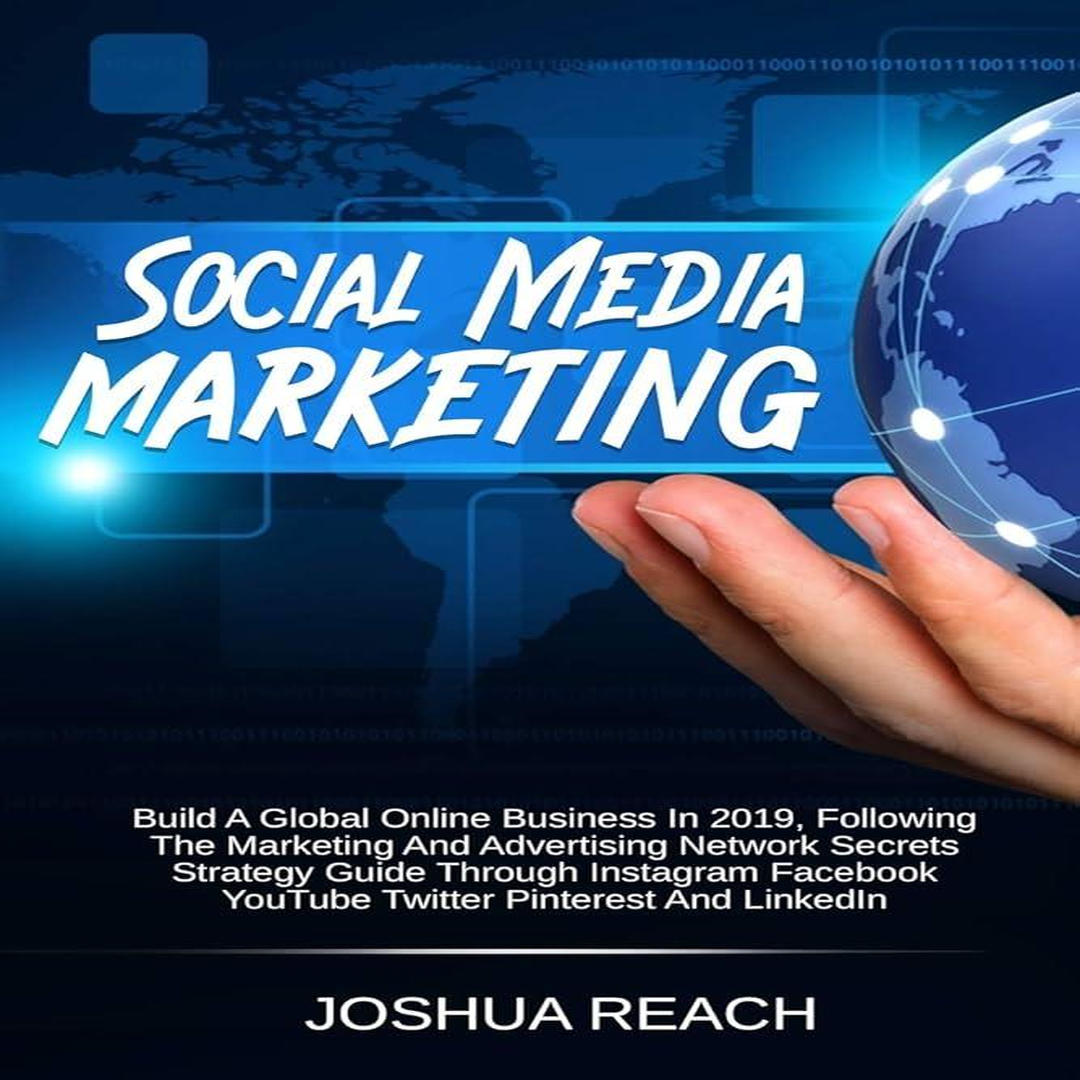 SOCIAL MEDIA
MARKETING
Build A Global Online Business In 2019, Following
The Marketing And Advertising Network Secrets
Strategy Guide Through Instagram Facebook
YouTube Twitter Pinterest And LinkedIn
JOSHUA REACH